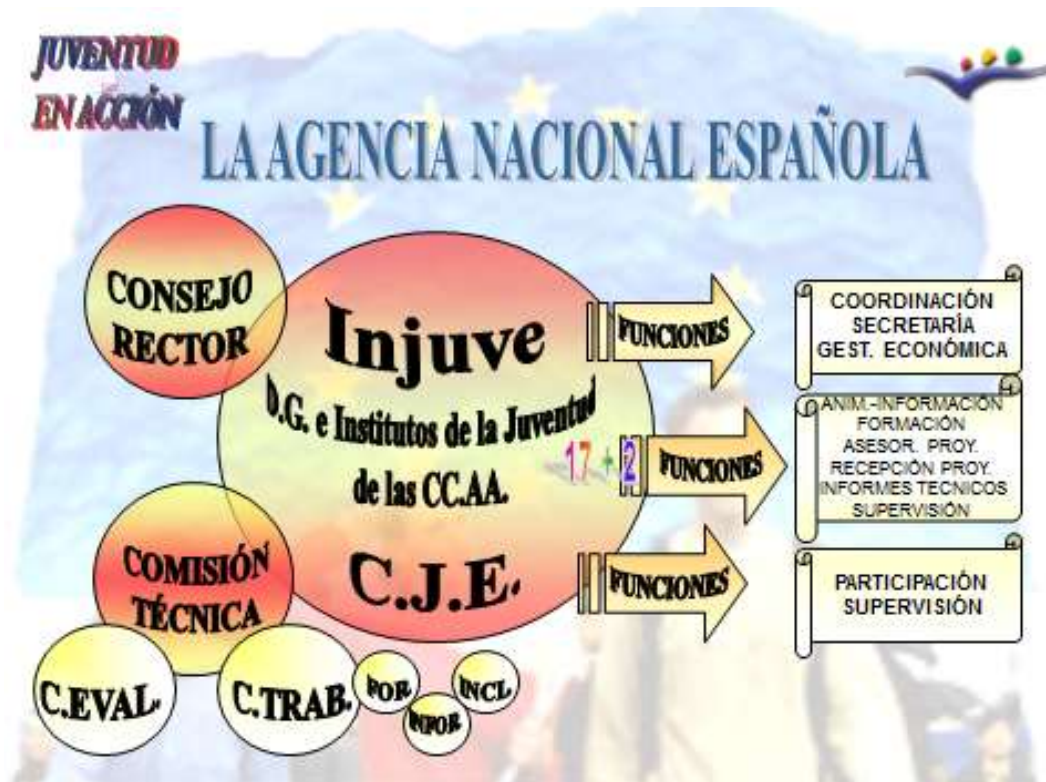 JUVENTUD
EN ACCIÓN
LA AGENCIA NACIONAL ESPAÑOLA
CONSEJO
RECTOR
Injuve
D.G. e Institutos de la Juventud
de las CC.AA.
17 + 2
C.J.E.
COMISIÓN
TÉCNICA
C.EVAL.
C.TRAB.
FOR
INFOR
INCL
FUNCIONES
COORDINACIÓN
SECRETARÍA
GEST. ECONÓMICA
FUNCIONES
ANIM.-INFORMACIÓN
FORMACIÓN
ASESOR. PROY.
RECEPCIÓN PROY.
INFORMES TECNICOS
SUPERVISIÓN
FUNCIONES
PARTICIPACIÓN
SUPERVISIÓN